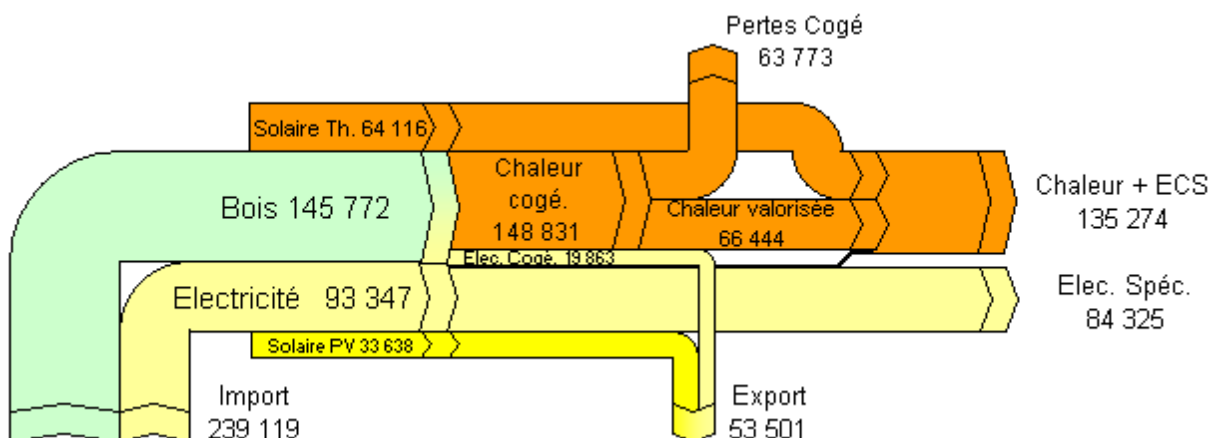 Pertes Cogé
63 773
Solaire Th. 64 116
Chaleur
cogé.
148 831
Bois 145 772
Chaleur valorisée
66 444
Chaleur + ECS
135 274
Elec. Cogé. 19 863
Electricité 93 347
Elec. Spéc.
84 325
Solaire PV 33 638
Import
239 119
Export
53 501